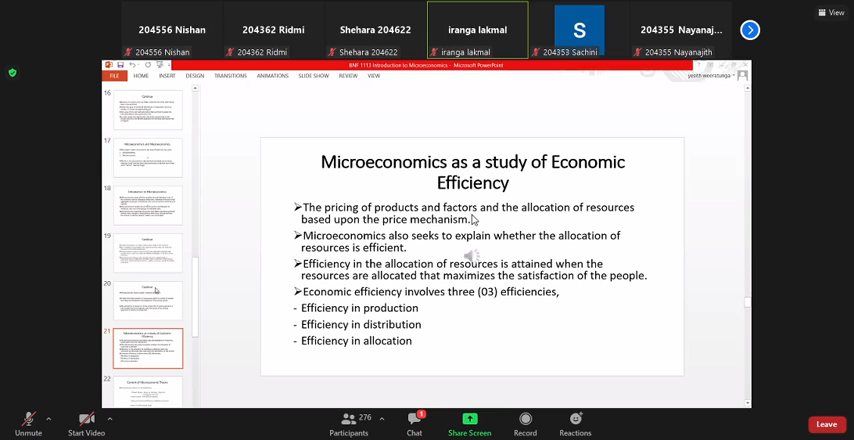 View
204556 Nishan
204362 Ridmi
Shehara 204622
iranga lakmal
S
204355 Nayanaj...
204556 Nishan
204362 Ridmi
Shehara 204622
iranga lakmal
204353 Sachini
204355 Nayanajith
BNF 1113 Introduction to Microeconomics - Microsoft PowerPoint
FILE HOME INSERT DESIGN TRANSITIONS ANIMATIONS SLIDE SHOW REVIEW VIEW
yasith weeratunga
16
17
18
19
20
21
22
Microeconomics as a study of Economic
Efficiency
➢The pricing of products and factors and the allocation of resources
based upon the price mechanism.
➢Microeconomics also seeks to explain whether the allocation of
resources is efficient.
➢Efficiency in the allocation of resources is attained when the
resources are allocated that maximizes the satisfaction of the people.
➢Economic efficiency involves three (03) efficiencies,
- Efficiency in production
- Efficiency in distribution
- Efficiency in allocation
276
1
Unmute
Start Video
Participants
Chat
Share Screen
Record
Reactions
Leave